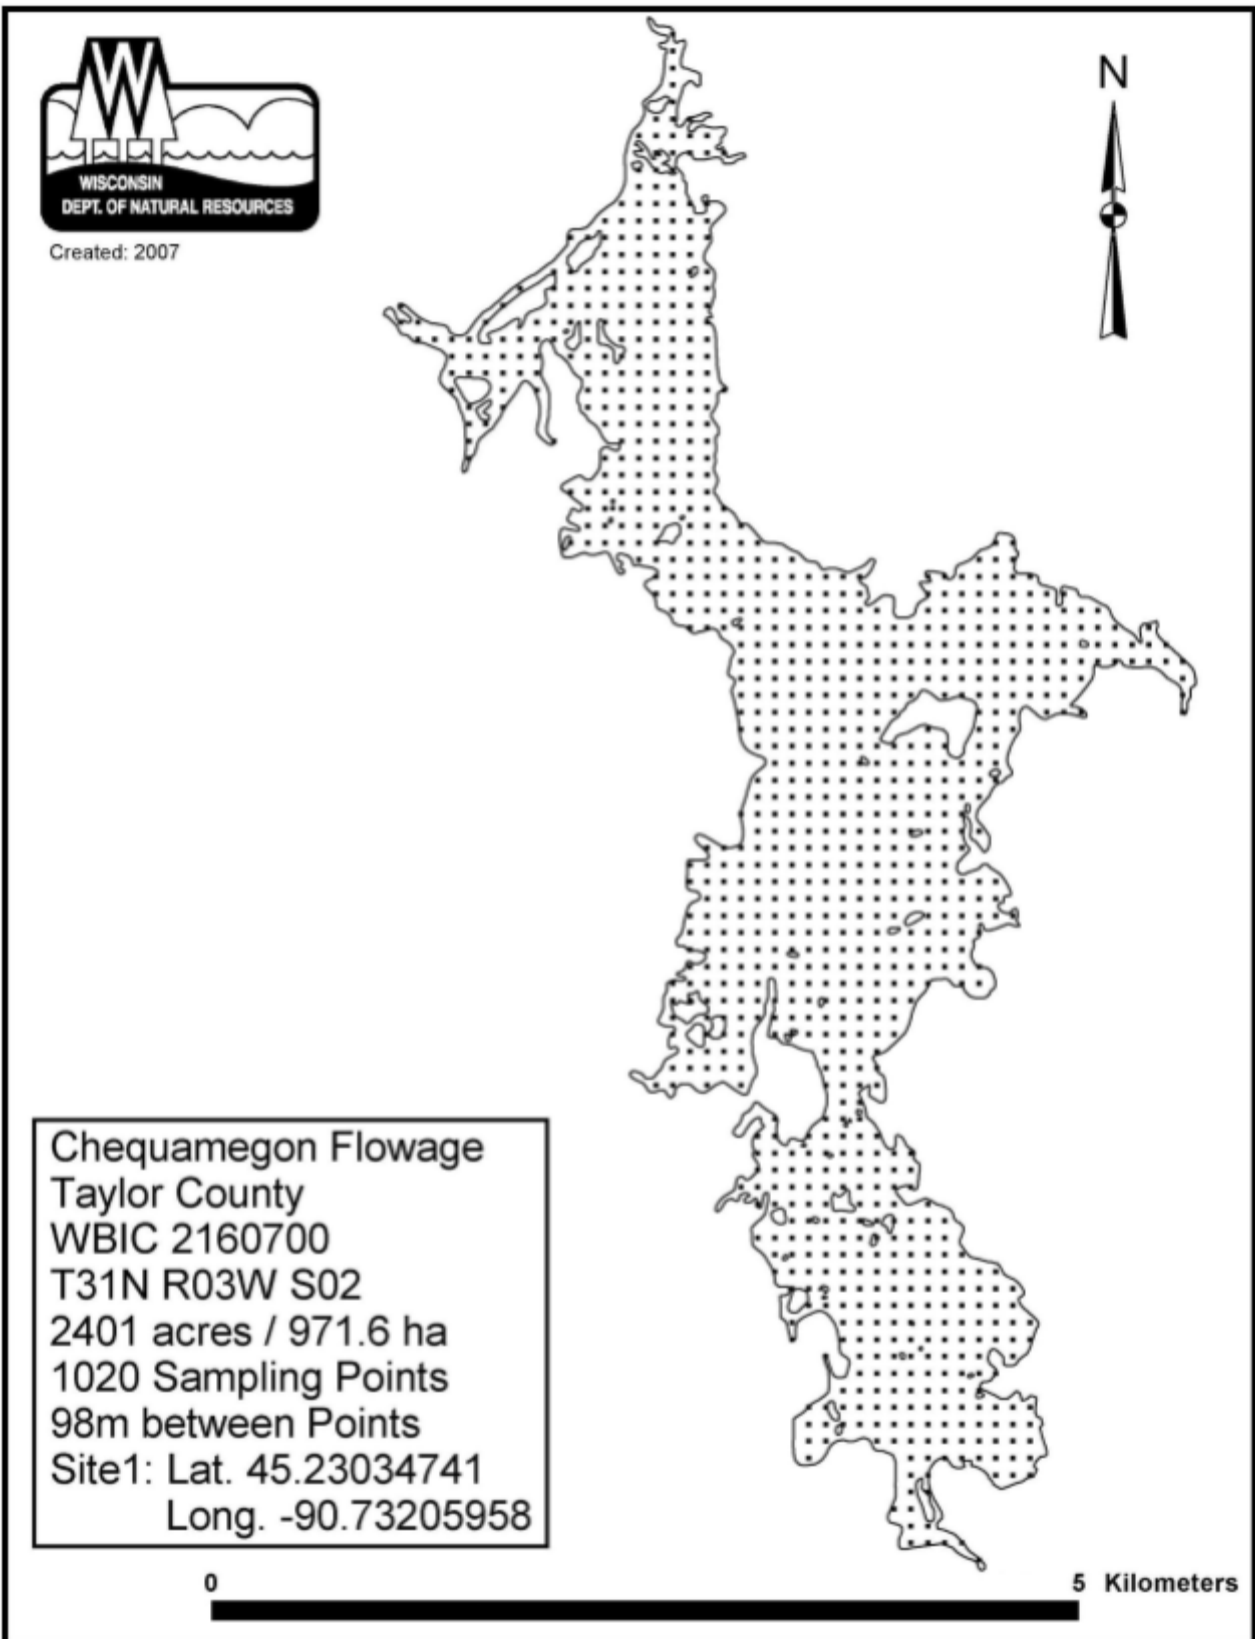 W
WISCONSIN
DEPT. OF NATURAL RESOURCES
Created: 2007
N
Chequamegon Flowage
Taylor County
WBIC 2160700
T31N R03W S02
2401 acres / 971.6 ha
1020 Sampling Points
98m between Points
Site1: Lat. 45.23034741
Long. -90.73205958
0 5 Kilometers